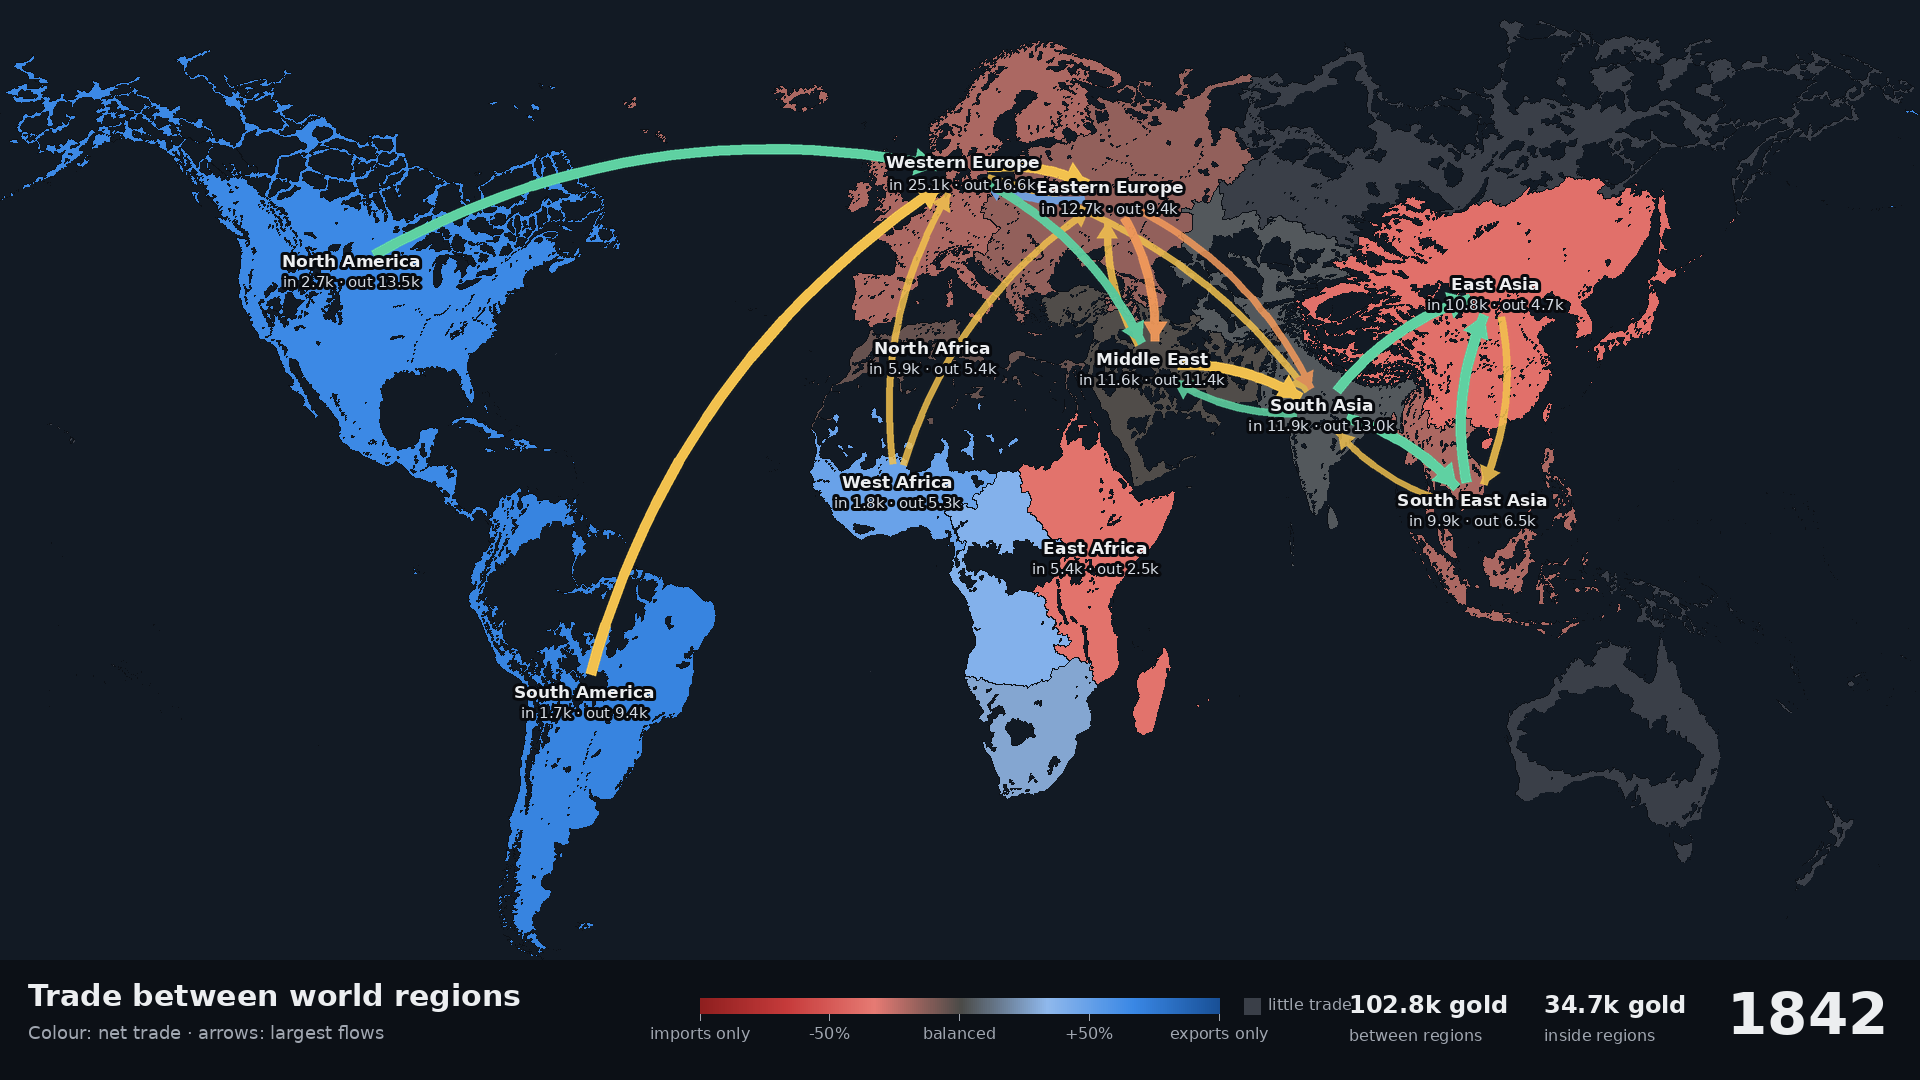 Western Europe
in 25.1k · out 16.6k
Eastern Europe
in 12.7k · out 9.4k
North America
in 2.7k · out 13.5k
East Asia
in 10.8k · out 4.7k
North Africa
in 5.9k · out 5.4k
Middle East
in 11.6k · out 11.4k
South Asia
in 11.9k · out 13.0k
West Africa
in 1.8k · out 5.3k
South East Asia
in 9.9k · out 6.5k
East Africa
in 5.4k · out 2.5k
South America
in 1.7k · out 9.4k
Trade between world regions
Colour: net trade · arrows: largest flows
imports only
-50%
balanced
+50%
exports only
little trade
102.8k gold
between regions
34.7k gold
inside regions
1842